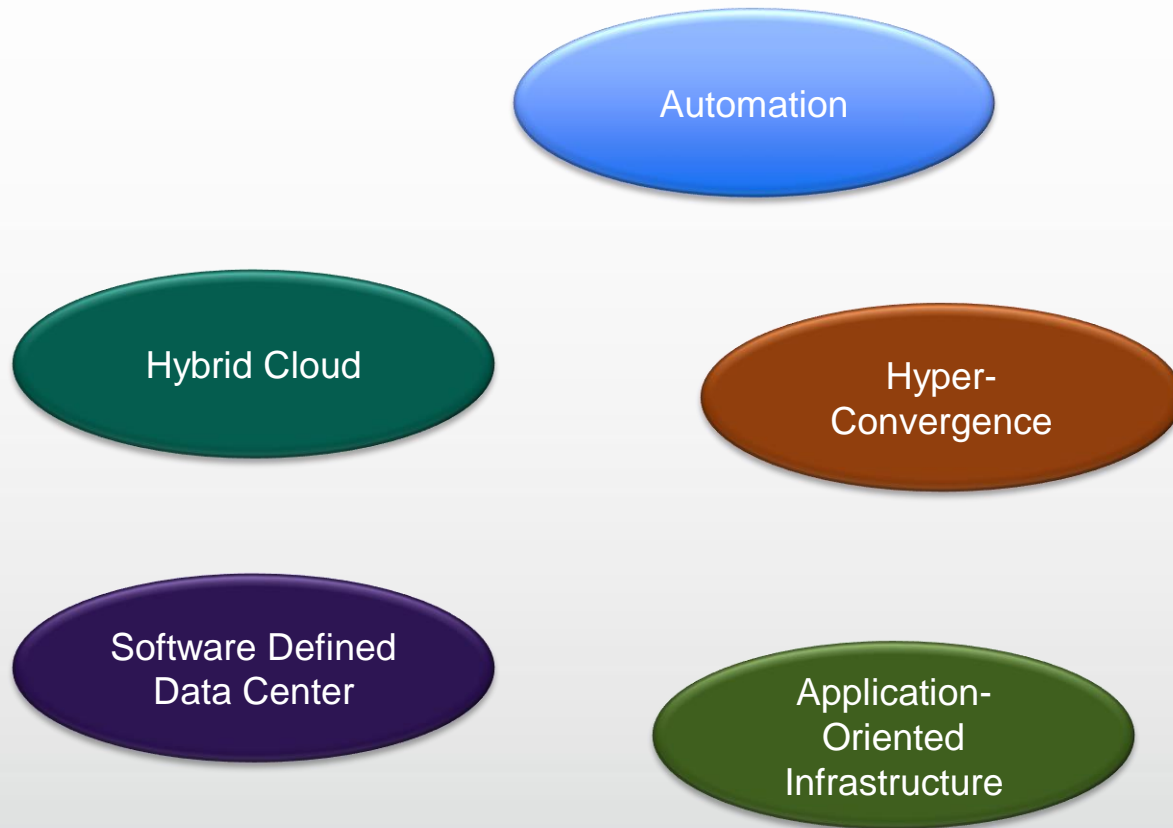 Automation
Hybrid Cloud
Hyper-
Convergence
Software Defined
Data Center
Application-
Oriented
Infrastructure